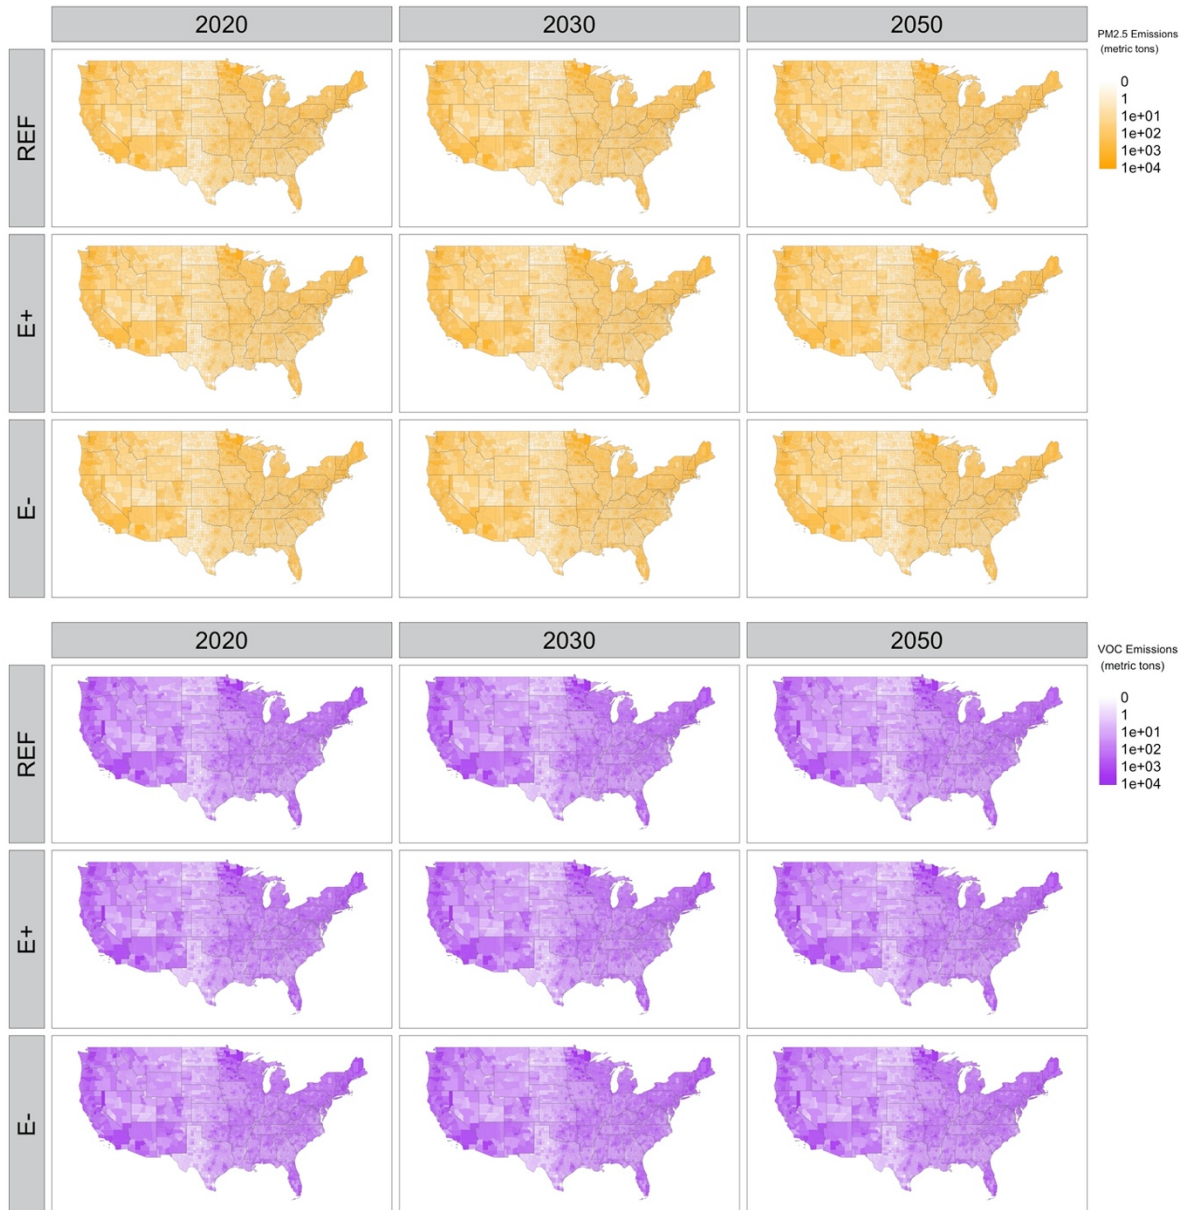 2020 2030 2050
PM2.5 Emissions
(metric tons)
0
1
1e+01
1e+02
1e+03
1e+04
REF
E+
E-
2020 2030 2050
VOC Emissions
(metric tons)
0
1
1e+01
1e+02
1e+03
1e+04
REF
E+
E-